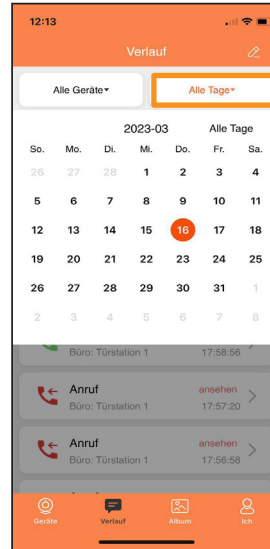 12:13
Verlauf
Alle Geräte▾ Alle Tage▾
2023-03 Alle Tage
So. Mo. Di. Mi. Do. Fr. Sa.
26 27 28 1 2 3 4
5 6 7 8 9 10 11
12 13 14 15 16 17 18
19 20 21 22 23 24 25
26 27 28 29 30 31 1
2 3 4 5 6 7 8
Büro: Türstation 1 17:58:56
Anruf ansehen
Büro: Türstation 1 17:57:20
Anruf ansehen
Büro: Türstation 1 17:56:58
Geräte Verlauf Album Ich